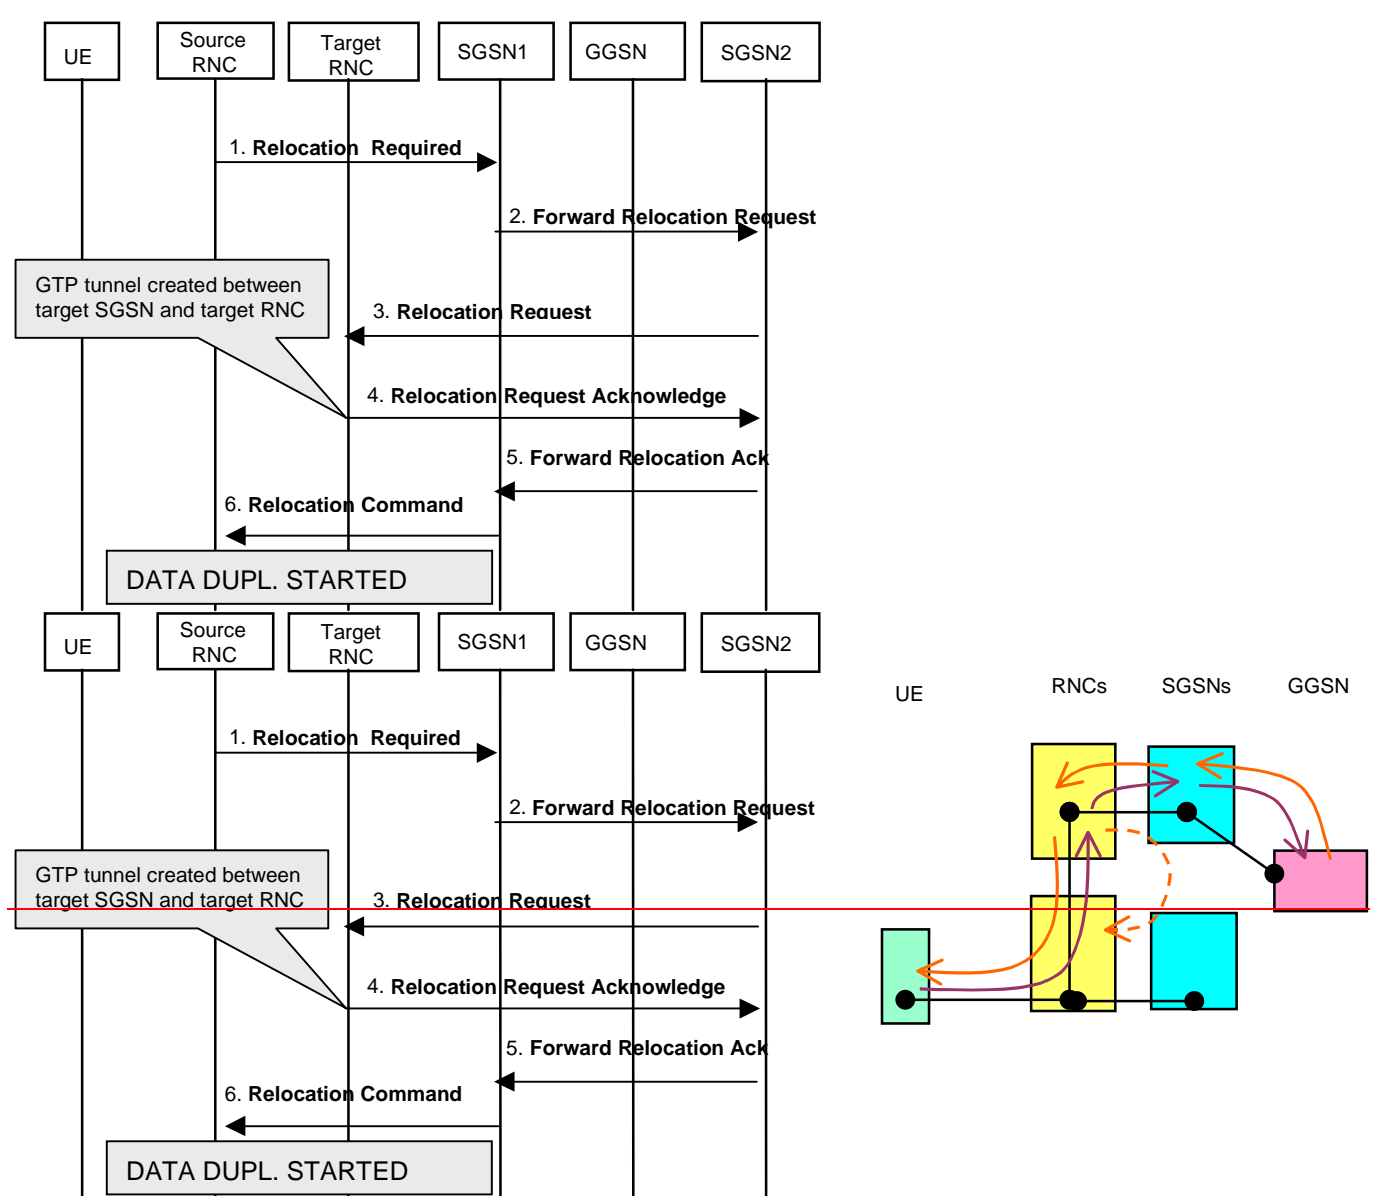 UE
Source
RNC
Target
RNC
SGSN1
GGSN
SGSN2
1. Relocation Required
2. Forward Relocation Request
GTP tunnel created between
target SGSN and target RNC
3. Relocation Request
4. Relocation Request Acknowledge
5. Forward Relocation Ack
6. Relocation Command
DATA DUPL. STARTED
UE
Source
RNC
Target
RNC
SGSN1
GGSN
SGSN2
UE
RNCs
SGSNs
GGSN
1. Relocation Required
2. Forward Relocation Request
GTP tunnel created between
target SGSN and target RNC
3. Relocation Request
4. Relocation Request Acknowledge
5. Forward Relocation Ack
6. Relocation Command
DATA DUPL. STARTED